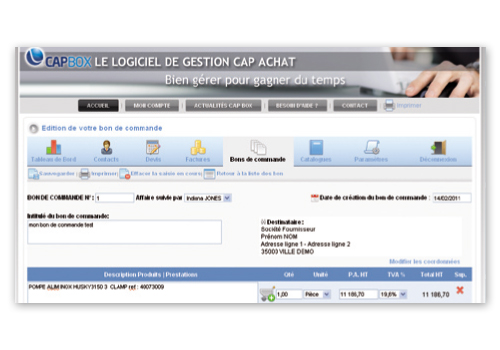 CAPBOX LE LOGICIEL DE GESTION CAP ACHAT
Bien gérer pour gagner du temps
ACCUEIL MON COMPTE ACTUALITÉS CAP BOX BESOIN D'AIDE ? CONTACT Imprimer
Edition de votre bon de commande
Tableau de Bord Contacts Devis Factures Bons de commande Catalogues Paramètres Déconnexion
Sauvegarder Imprimer Effacer la saisie en cours Retour à la liste des bon
BON DE COMMANDE N° : 1 Affaire suivie par Indiana JONES Date de création du bon de commande : 14/02/2011
Intitulé du bon de commande:
mon bon de commande test
Destinataire :
Société Fournisseur
Prénom NOM
Adresse ligne 1 - Adresse ligne 2
35000 VILLE DEMO
Modifier les coordonnées
Description Produits | Prestations Qté Unité P.A. HT TVA % Total HT Sup.
POMPE ALIM INOX HUSKY3150 3 CLAMP ref : 46073009 1,00 Pièce 11 186,70 19,6% 11 186,70